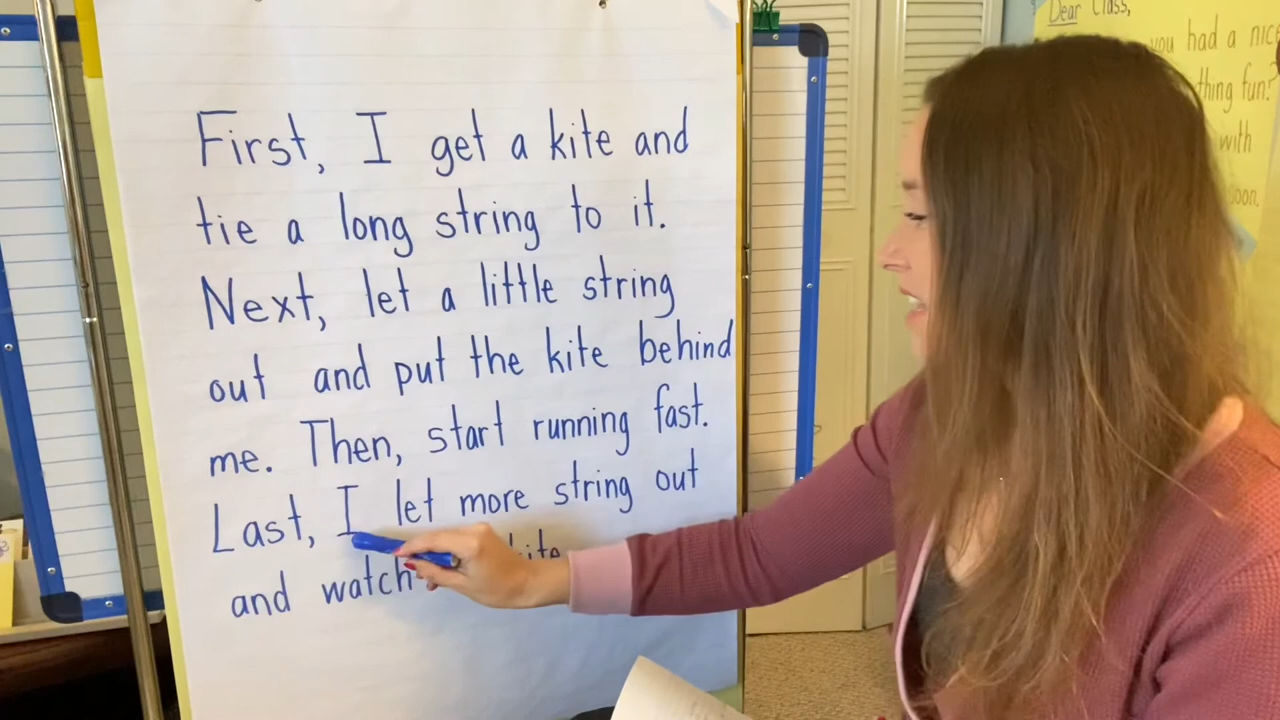 First, I get a kite and
tie a long string to it.
Next, let a little string
out and put the kite behind
me. Then, start running fast.
Last, I let more string out
and watch
Dear Class,
you had a nice
thing fun?
with
soon.